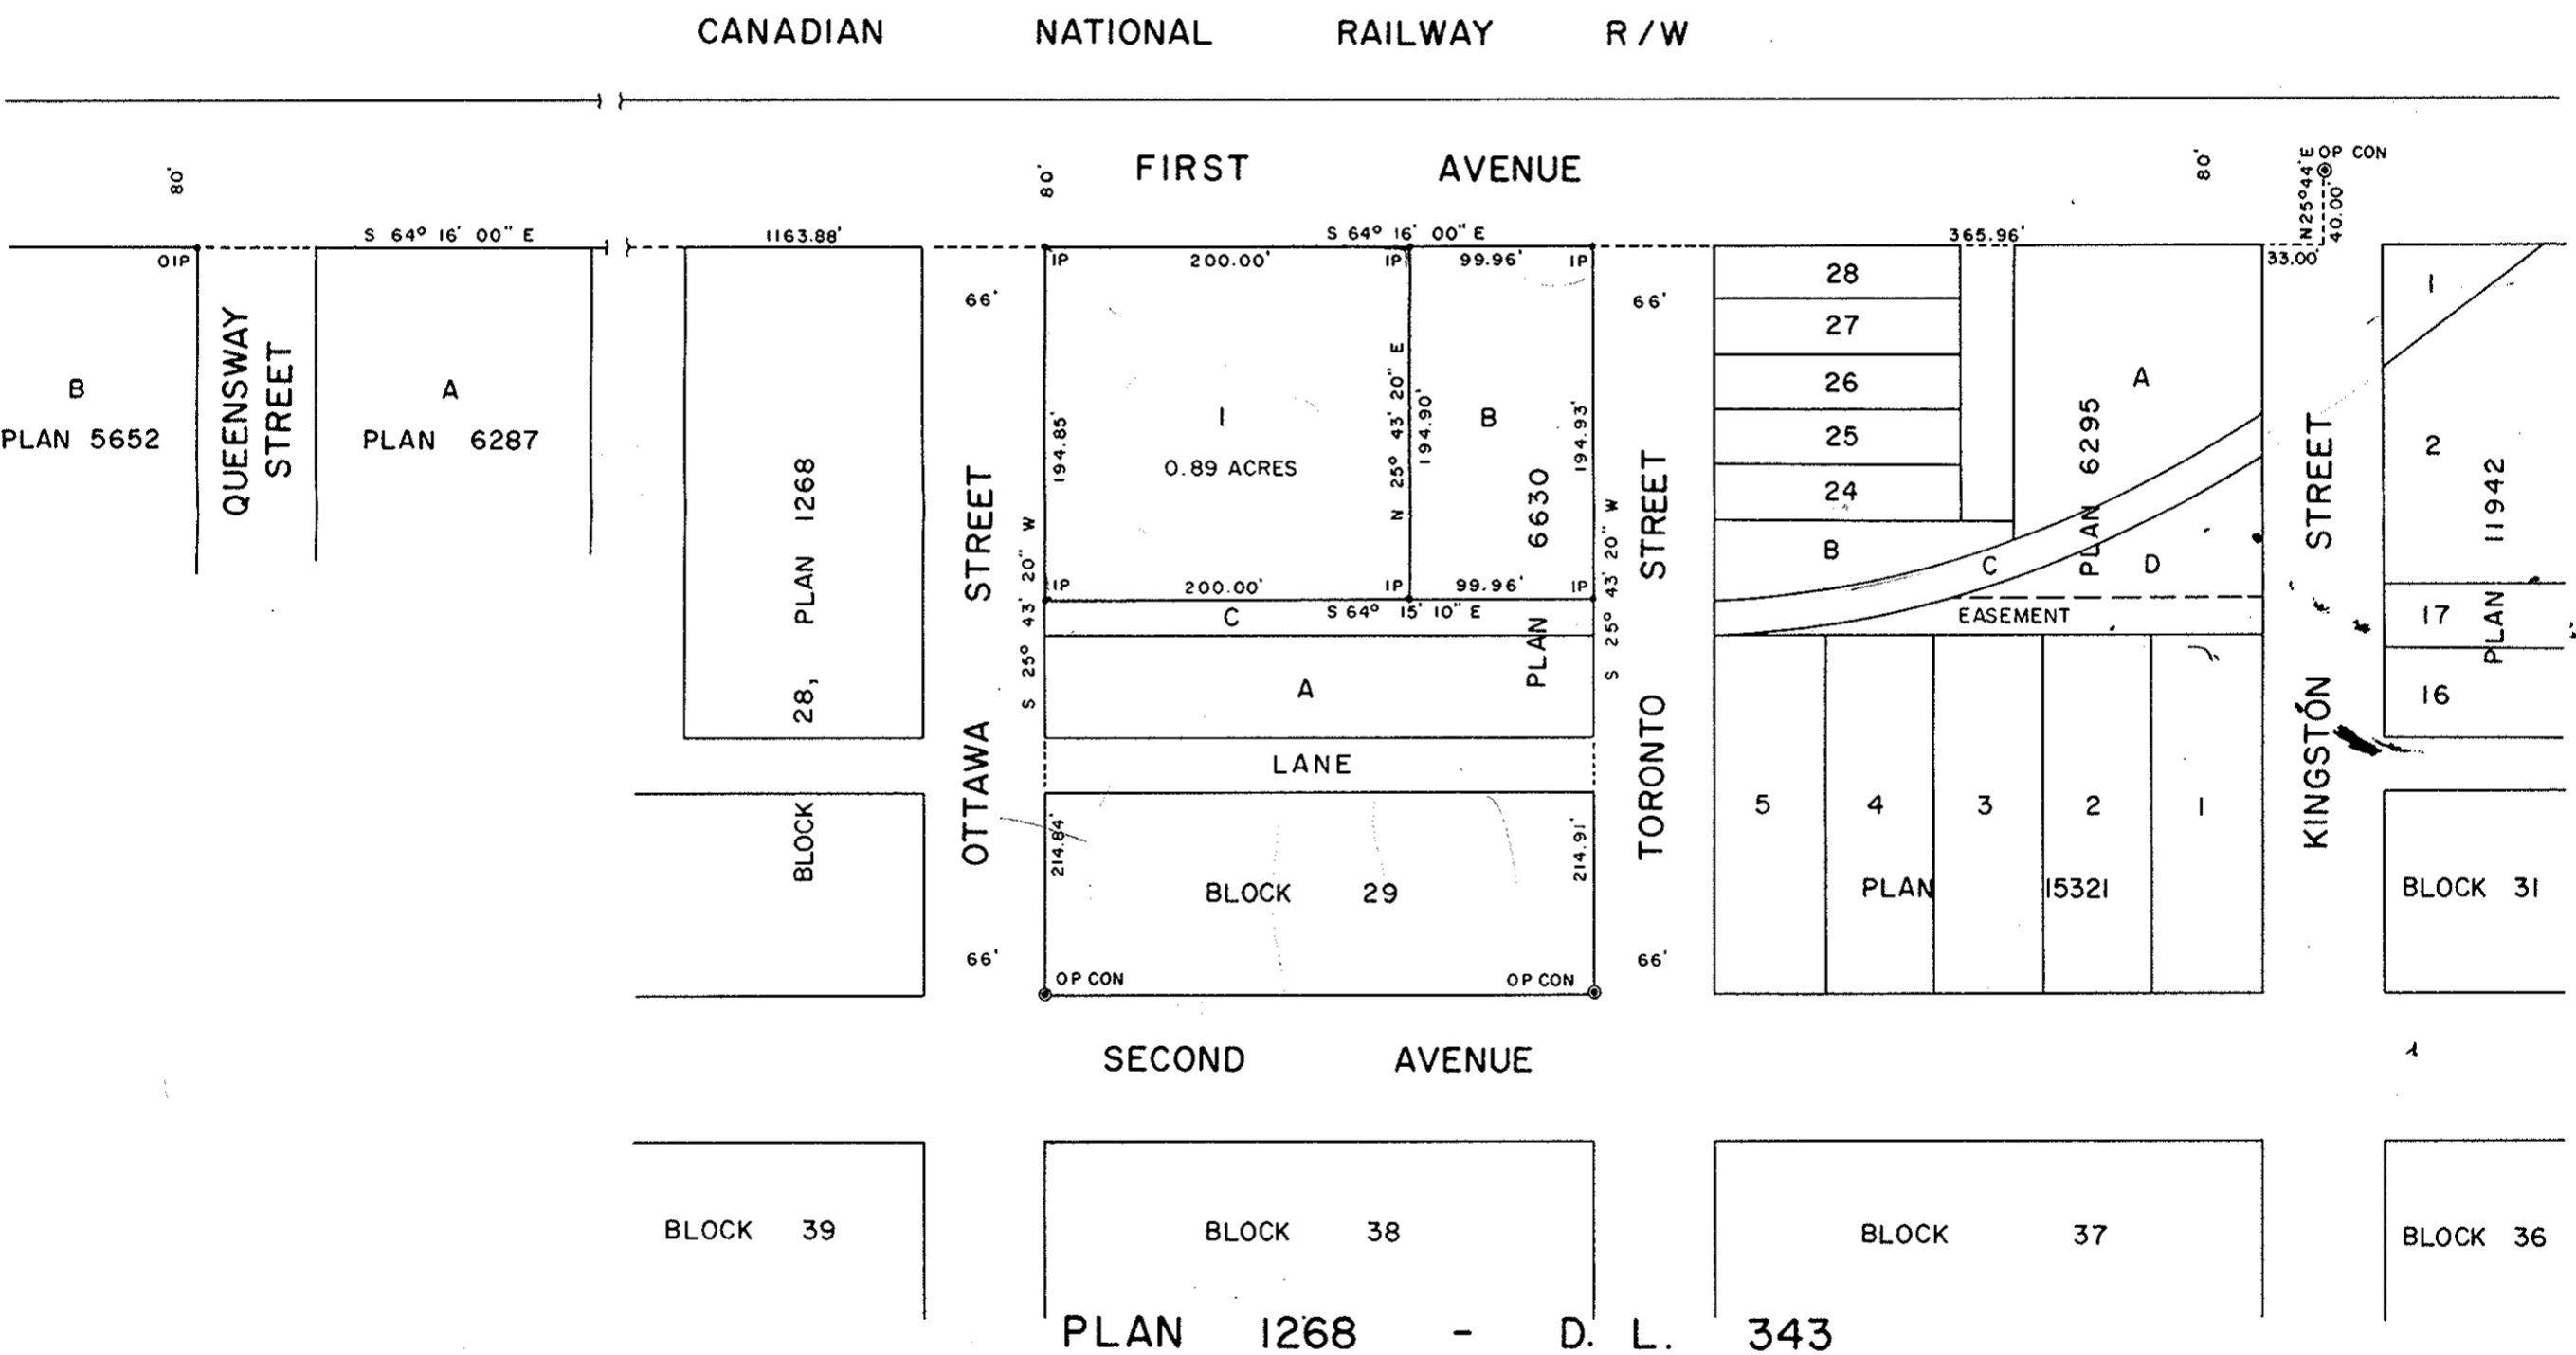 CANADIAN NATIONAL RAILWAY R/W
FIRST AVENUE
80'
80'
80'
N25°44'E
40.00'
OP CON
S 64° 16' 00" E
1163.88'
S 64° 16' 00" E
365.96'
33.00'
OIP
IP
200.00'
IP
99.96'
IP
66'
66'
B
PLAN 5652
QUEENSWAY
STREET
A
PLAN 6287
BLOCK 28, PLAN 1268
OTTAWA STREET
S 25° 43' 20" W
194.85'
1
0.89 ACRES
N 25° 43' 20" E
194.90'
B
PLAN 6630
194.93'
S 25° 43' 20" W
IP
200.00'
IP
99.96'
IP
S 64° 15' 10" E
C
A
LANE
214.84'
BLOCK 29
214.91'
66'
OP CON
OP CON
66'
TORONTO STREET
28
27
26
25
24
B
A
PLAN 6295
C
D
EASEMENT
5
4
3
2
1
PLAN 15321
KINGSTON STREET
1
2
PLAN 11942
17
16
BLOCK 31
SECOND AVENUE
BLOCK 39
BLOCK 38
BLOCK 37
BLOCK 36
PLAN 1268 - D. L. 343